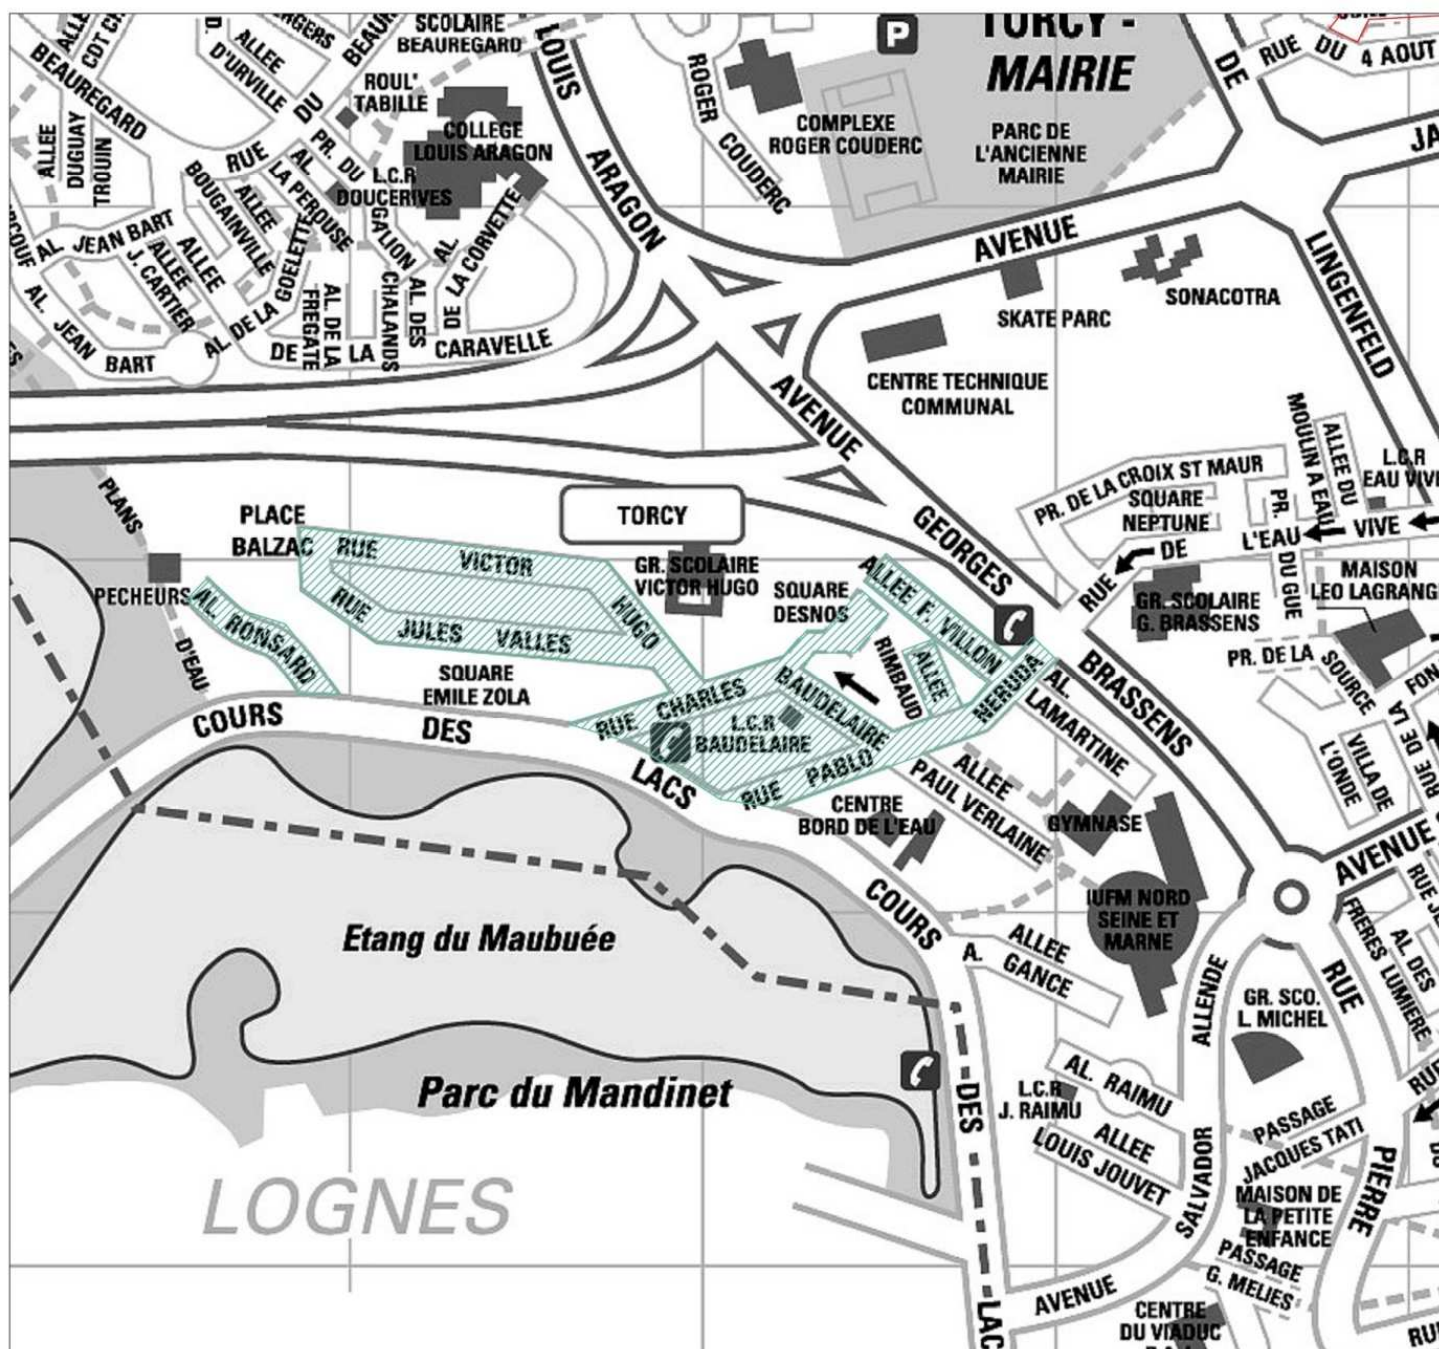 TORCY -
MAIRIE
SCOLAIRE
BEAUREGARD
LOUIS
ARAGON
ROUL'
TABILLE
ALLEE
D'URVILLE
BEAUREGARD
ALLEE
DUGUAY
TROUIN
RUE
DU
COLLEGE
LOUIS ARAGON
L.C.R
DOUCERIVES
PR. DU
GALION
AL.
LA PEROUSE
ALLEE
BOUGAINVILLE
AL JEAN BART
ALLEE
J. CARTIER
ALLEE
AL. JEAN
BART
AL DE LA GOELETTE
AL. DE LA
FREGATE
CHALANDS
AL. DES
AL
DE LA CORVETTE
DE LA CARAVELLE
P
ROGER
COUDERC
COMPLEXE
ROGER COUDERC
PARC DE
L'ANCIENNE
MAIRIE
DE
RUE DU 4 AOUT
JA
AVENUE
LINGENFELD
SKATE PARC
SONACOTRA
CENTRE TECHNIQUE
COMMUNAL
AVENUE
GEORGES
BRASSENS
PR. DE LA CROIX ST MAUR
SQUARE
NEPTUNE
MOULIN A EAU
ALLEE DU
L.C.R
EAU VIVE
RUE DE L'EAU VIVE
PR.
DU GUE
GR. SCOLAIRE
G. BRASSENS
MAISON
LEO LAGRANGE
PR. DE LA
SOURCE
FON
RUE DE LA
VILLA DE
L'ONDE
PLANS
D'EAU
PECHEURS
PLACE
BALZAC
TORCY
RUE VICTOR
HUGO
GR. SCOLAIRE
VICTOR HUGO
SQUARE
DESNOS
ALLEE F. VILLON
RUE JULES VALLES
AL. RONSARD
SQUARE
EMILE ZOLA
RIMBAUD
ALLEE
RUE CHARLES
BAUDELAIRE
L.C.R
BAUDELAIRE
RUE PABLO
NERUDA
AL.
LAMARTINE
COURS DES
LACS
ALLEE
PAUL VERLAINE
CENTRE
BORD DE L'EAU
GYMNASE
AVENUE
COURS
IUFM NORD
SEINE ET
MARNE
Etang du Maubuée
A. ALLEE
GANCE
ALLENDE
GR. SCO.
L. MICHEL
RUE
FRERES LUMIERE
AL. DES
RUE JE
Parc du Mandinet
DES
AL. RAIMU
L.C.R
J. RAIMU
ALLEE
LOUIS JOUVET
SALVADOR
PASSAGE
JACQUES TATI
PIERRE
RUE
LOGNES
MAISON DE
LA PETITE
ENFANCE
PASSAGE
G. MELIES
LAC
AVENUE
CENTRE
DU VIADUC
RUE